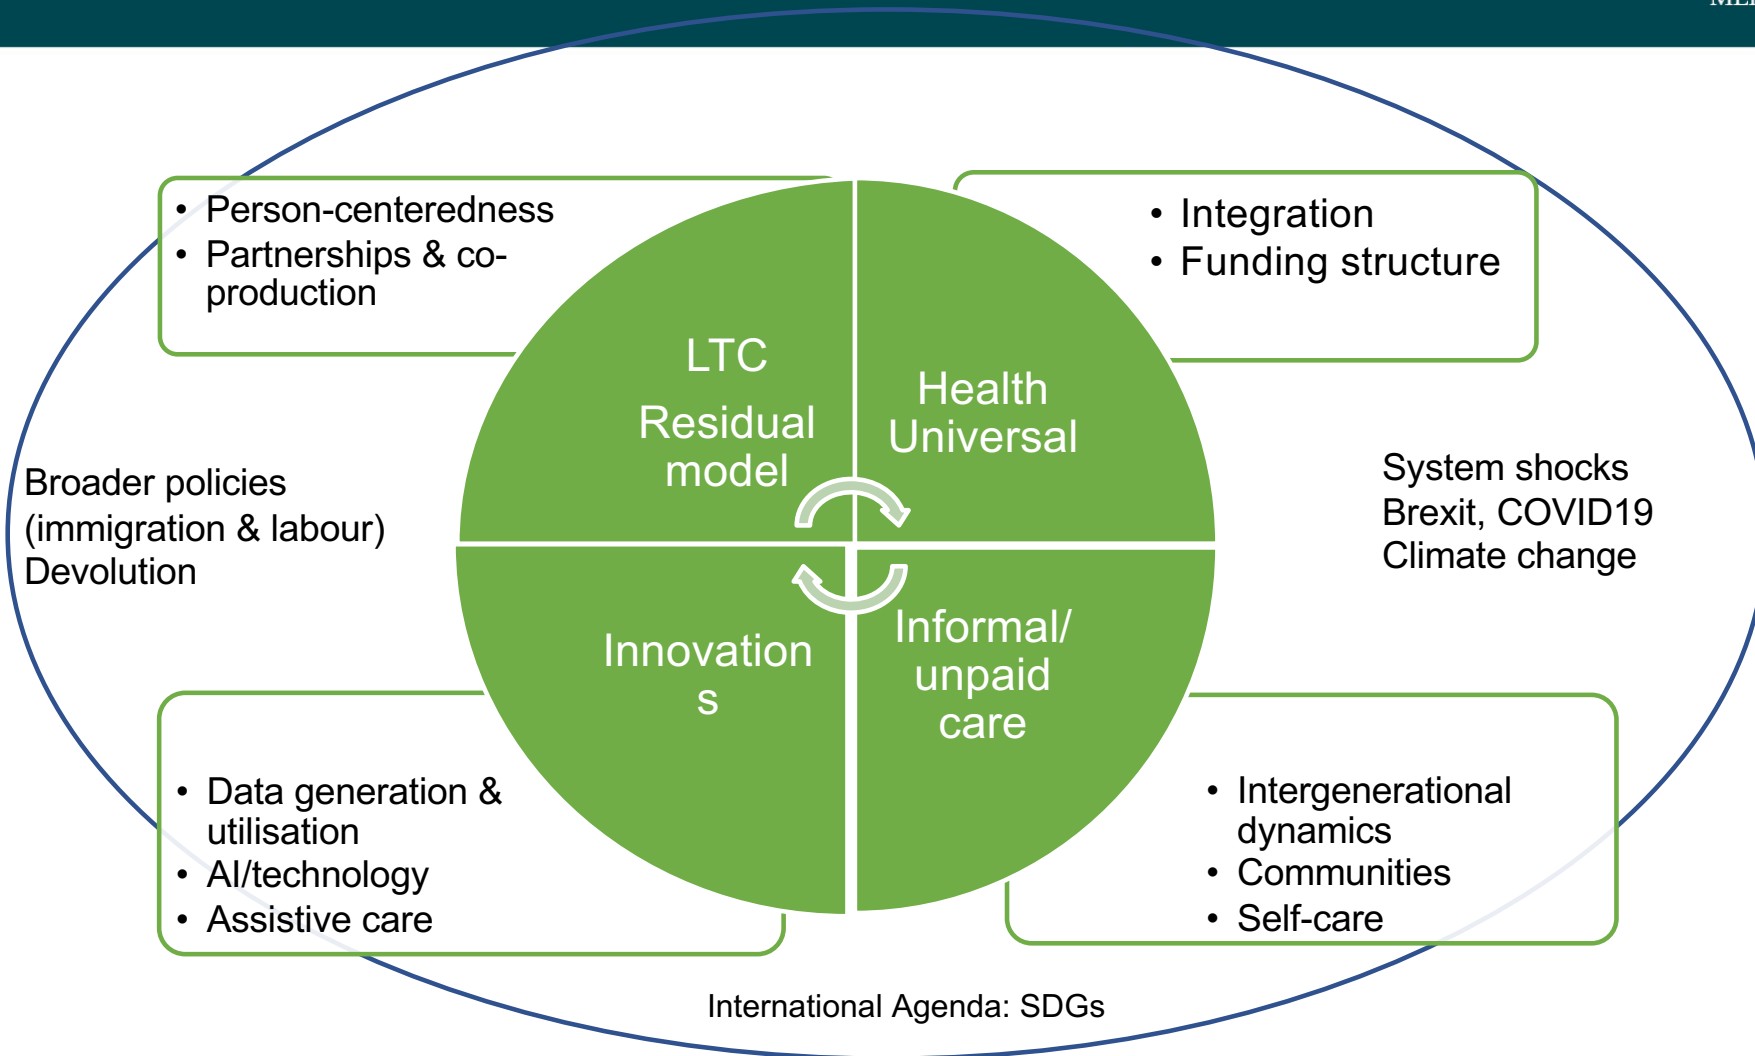 • Person-centeredness
• Partnerships & co-
production
• Integration
• Funding structure
LTC
Residual
model
Health
Universal
Broader policies
(immigration & labour)
Devolution
System shocks
Brexit, COVID19
Climate change
Innovation
s
Informal/
unpaid
care
• Data generation &
utilisation
• AI/technology
• Assistive care
• Intergenerational
dynamics
• Communities
• Self-care
International Agenda: SDGs